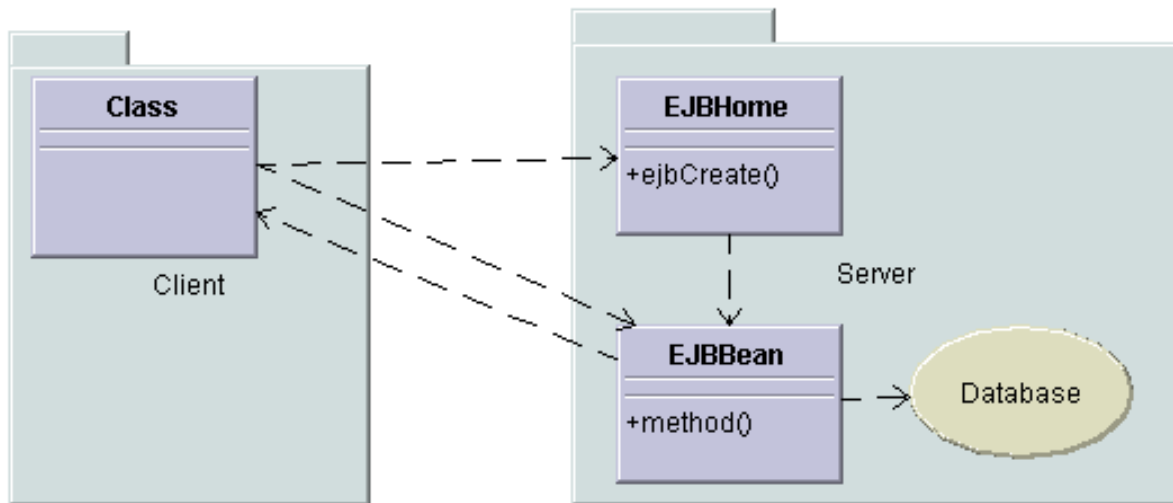 Class
Client
EJBHome
+ejbCreate()
Server
EJBBean
+method()
Database